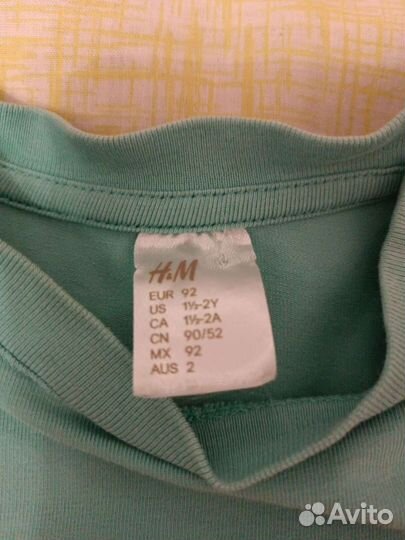 H&M
EUR 92
US 1½-2Y
CA 1½-2A
CN 90/52
MX 92
AUS 2
Avito